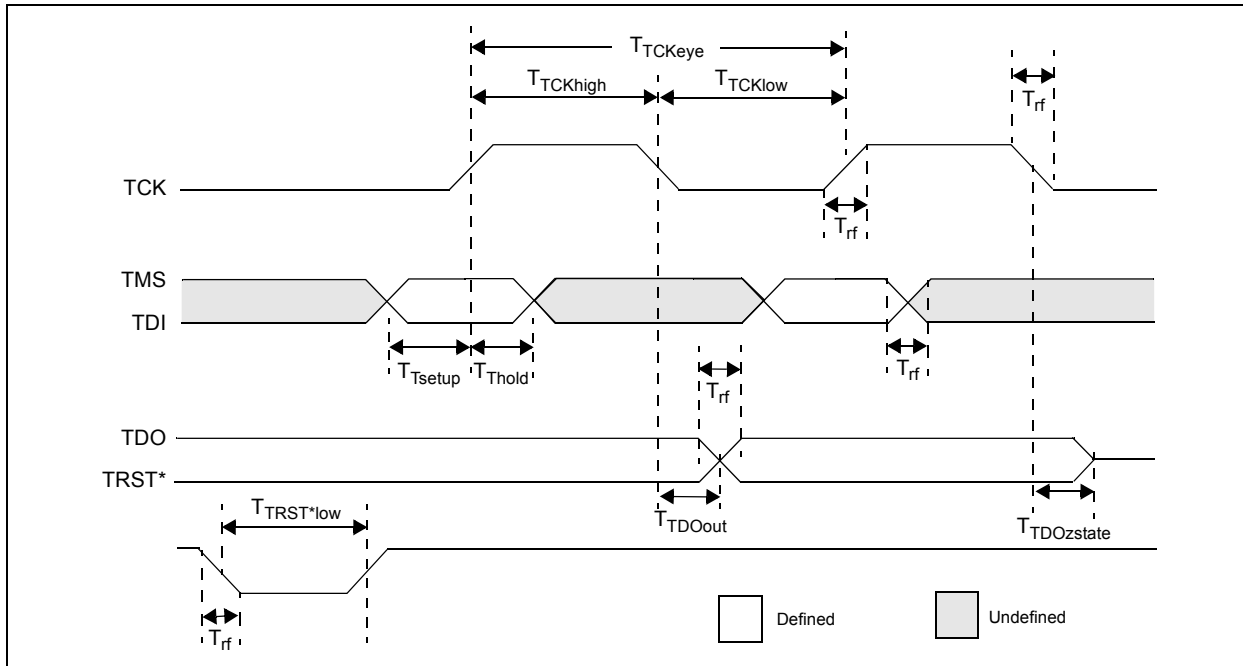 TTCKeye
TTCKhigh
TTCKlow
Trf
TCK
Trf
TMS
TDI
TTsetup
TThold
Trf
Trf
TDO
TRST*
TTRST*low
TTDOout
TTDOzstate
Trf
Defined
Undefined